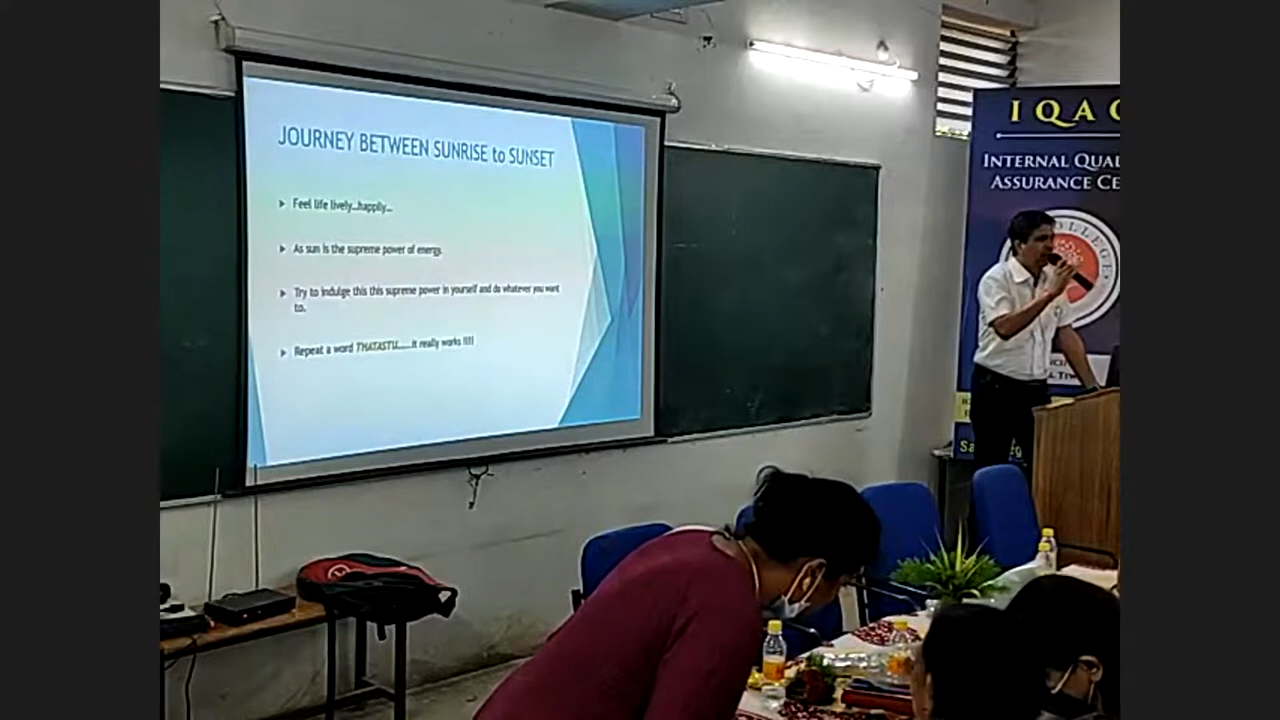 JOURNEY BETWEEN SUNRISE to SUNSET
Feel life lively...happily...
As sun is the supreme power of energy.
Try to indulge this this supreme power in yourself and do whatever you want
to.
Repeat a word THATASTU.......it really works !!!!
IQAC
INTERNAL QUAL
ASSURANCE CE
COLLEGE